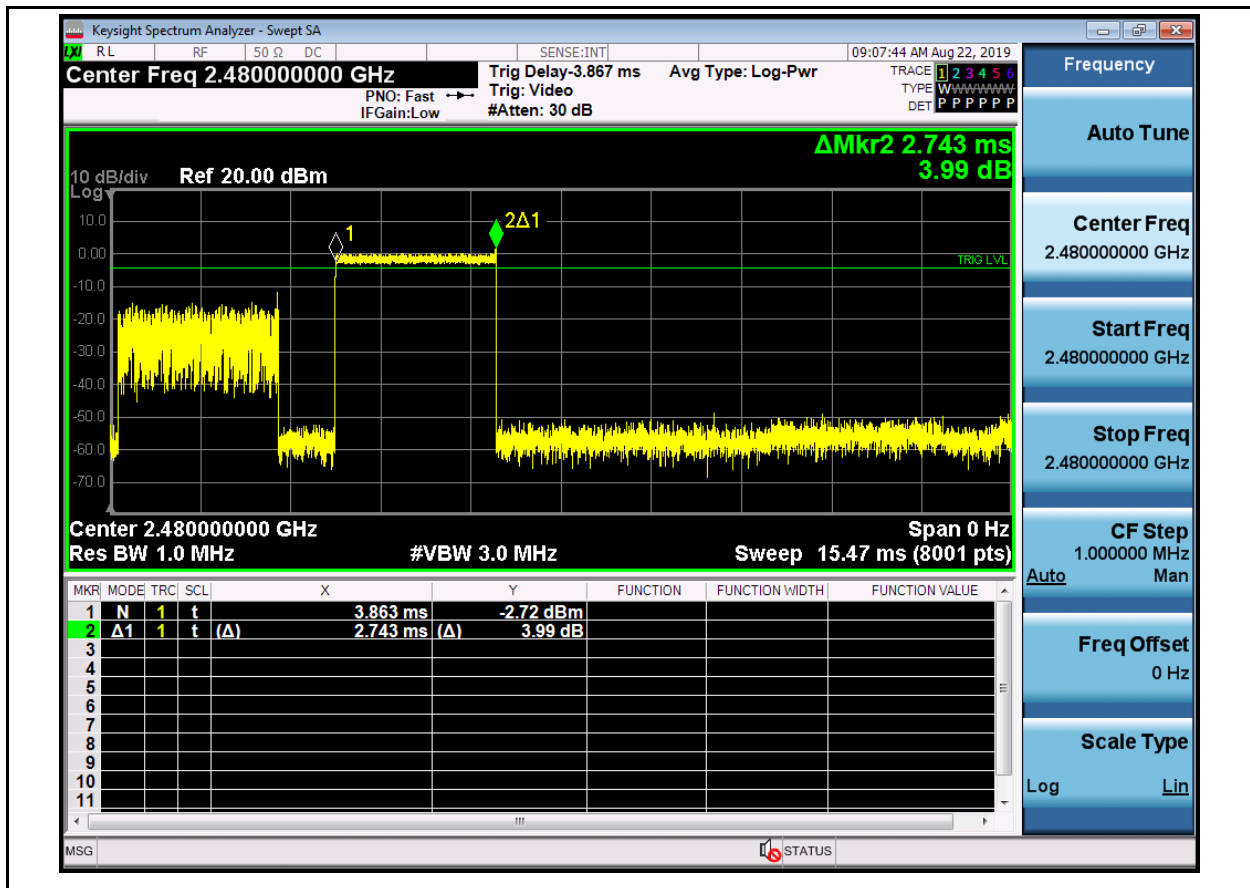 Keysight Spectrum Analyzer - Swept SA
LXI RL RF 50 Ω DC SENSE:INT 09:07:44 AM Aug 22, 2019
Center Freq 2.480000000 GHz
PNO: Fast
IFGain:Low
Trig Delay-3.867 ms
Trig: Video
#Atten: 30 dB
Avg Type: Log-Pwr
TRACE 1 2 3 4 5 6
TYPE WWWWWW
DET P P P P P P
ΔMkr2 2.743 ms
3.99 dB
10 dB/div Ref 20.00 dBm
Log
10.0
0.00
-10.0
-20.0
-30.0
-40.0
-50.0
-60.0
-70.0
1
2Δ1
TRIG LVL
Center 2.480000000 GHz Span 0 Hz
Res BW 1.0 MHz #VBW 3.0 MHz Sweep 15.47 ms (8001 pts)
MKR MODE TRC SCL X Y FUNCTION FUNCTION WIDTH FUNCTION VALUE
1 N 1 t 3.863 ms -2.72 dBm
2 Δ1 1 t (Δ) 2.743 ms (Δ) 3.99 dB
3
4
5
6
7
8
9
10
11
MSG STATUS
Frequency
Auto Tune
Center Freq
2.480000000 GHz
Start Freq
2.480000000 GHz
Stop Freq
2.480000000 GHz
CF Step
1.000000 MHz
Auto Man
Freq Offset
0 Hz
Scale Type
Log Lin